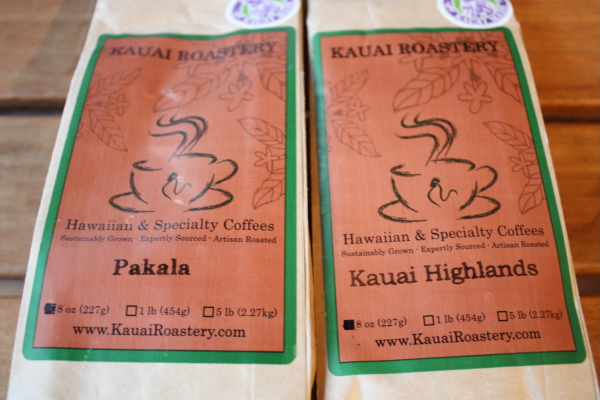 KAUAI ROASTERY
Hawaiian & Specialty Coffees
Sustainably Grown · Expertly Sourced · Artisan Roasted
Pakala
8 oz (227g) 1 lb (454g) 5 lb (2.27kg)
www.KauaiRoastery.com
KAUAI ROASTERY
Hawaiian & Specialty Coffees
Sustainably Grown · Expertly Sourced · Artisan Roasted
Kauai Highlands
8 oz (227g) 1 lb (454g) 5 lb (2.27kg)
www.KauaiRoastery.com